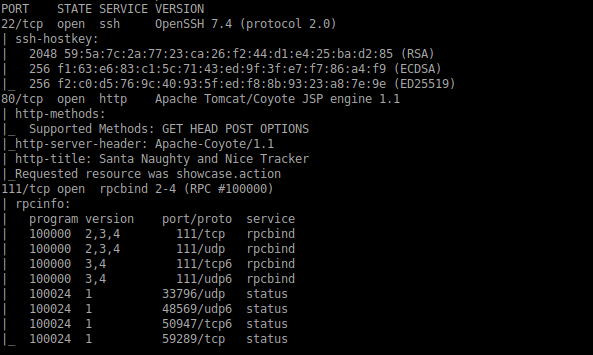 PORT    STATE SERVICE VERSION
22/tcp  open  ssh     OpenSSH 7.4 (protocol 2.0)
| ssh-hostkey:
|   2048 59:5a:7c:2a:77:23:ca:26:f2:44:d1:e4:25:ba:d2:85 (RSA)
|   256 f1:63:e6:83:c1:5c:71:43:ed:9f:3f:e7:f7:86:a4:f9 (ECDSA)
|_  256 f2:c0:d5:76:9c:40:93:5f:ed:f8:8b:93:23:a8:7e:9e (ED25519)
80/tcp  open  http    Apache Tomcat/Coyote JSP engine 1.1
| http-methods:
|_  Supported Methods: GET HEAD POST OPTIONS
|_http-server-header: Apache-Coyote/1.1
| http-title: Santa Naughty and Nice Tracker
|_Requested resource was showcase.action
111/tcp open  rpcbind 2-4 (RPC #100000)
| rpcinfo:
|   program version    port/proto  service
|   100000  2,3,4        111/tcp   rpcbind
|   100000  2,3,4        111/udp   rpcbind
|   100000  3,4          111/tcp6  rpcbind
|   100000  3,4          111/udp6  rpcbind
|   100024  1          33796/udp   status
|   100024  1          48569/udp6  status
|   100024  1          50947/tcp6  status
|_  100024  1          59289/tcp   status